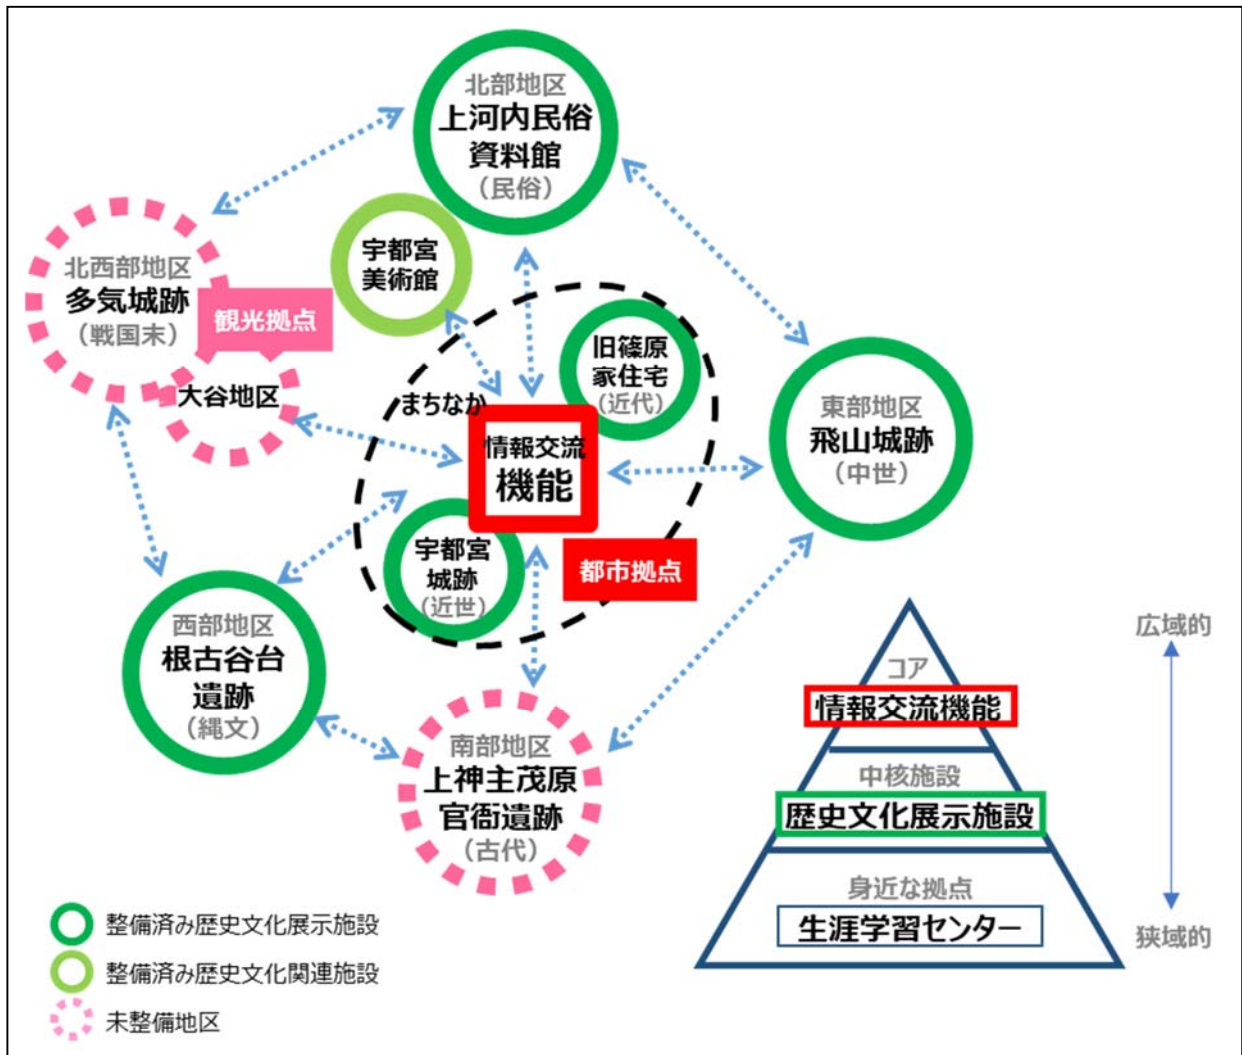 北部地区
上河内民俗
資料館
（民俗）
宇都宮
美術館
北西部地区
多気城跡
（戦国末）
観光拠点
大谷地区
旧篠原
家住宅
（近代）
まちなか
情報交流
機能
東部地区
飛山城跡
（中世）
宇都宮
城跡
（近世）
都市拠点
西部地区
根古谷台
遺跡
（縄文）
南部地区
上神主茂原
官衙遺跡
（古代）
コア
情報交流機能
中核施設
歴史文化展示施設
身近な拠点
生涯学習センター
広域的
狭域的
整備済み歴史文化展示施設
整備済み歴史文化関連施設
未整備地区